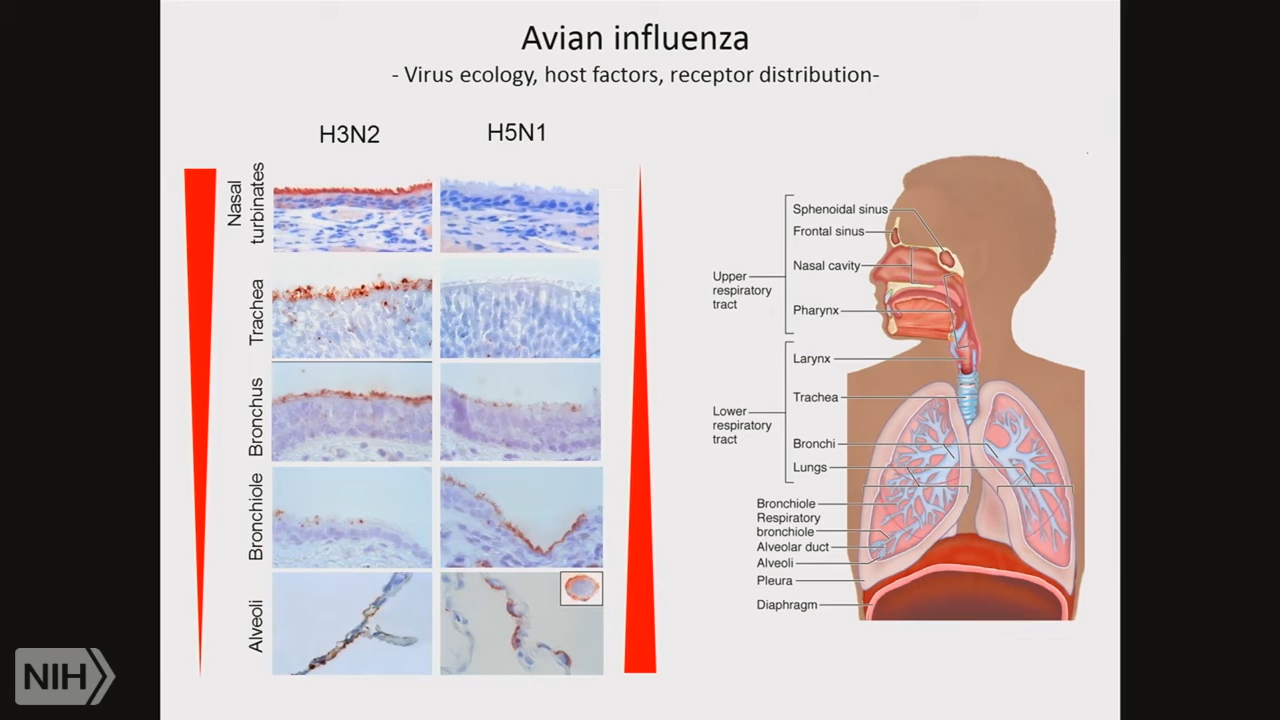 Avian influenza
- Virus ecology, host factors, receptor distribution-
H3N2
H5N1
Nasal
turbinates
Trachea
Bronchus
Bronchiole
Alveoli
Upper
respiratory
tract
Sphenoidal sinus
Frontal sinus
Nasal cavity
Pharynx
Lower
respiratory
tract
Larynx
Trachea
Bronchi
Lungs
Bronchiole
Respiratory
bronchiole
Alveolar duct
Alveoli
Pleura
Diaphragm
NIH